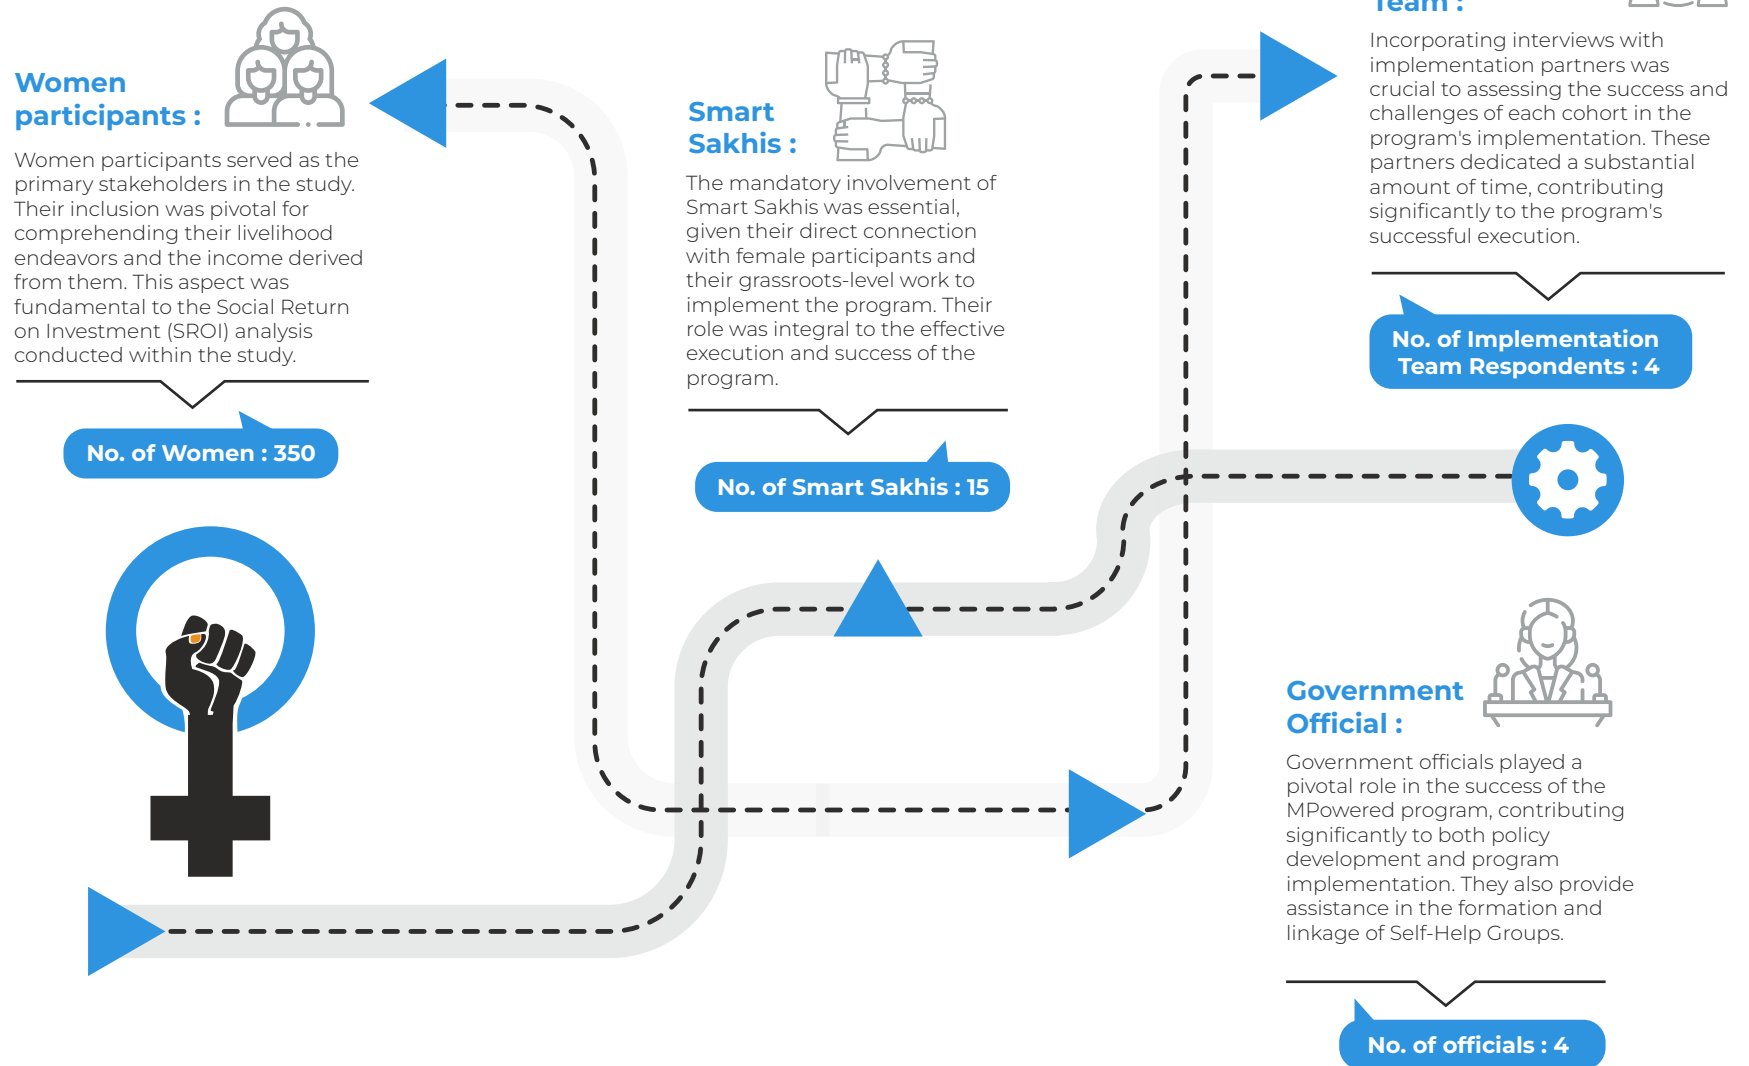 Women
participants :
Women participants served as the
primary stakeholders in the study.
Their inclusion was pivotal for
comprehending their livelihood
endeavors and the income derived
from them. This aspect was
fundamental to the Social Return
on Investment (SROI) analysis
conducted within the study.
No. of Women : 350
Smart
Sakhis :
The mandatory involvement of
Smart Sakhis was essential,
given their direct connection
with female participants and
their grassroots-level work to
implement the program. Their
role was integral to the effective
execution and success of the
program.
No. of Smart Sakhis : 15
Team :
Incorporating interviews with
implementation partners was
crucial to assessing the success and
challenges of each cohort in the
program's implementation. These
partners dedicated a substantial
amount of time, contributing
significantly to the program's
successful execution.
No. of Implementation
Team Respondents : 4
Government
Official :
Government officials played a
pivotal role in the success of the
MPowered program, contributing
significantly to both policy
development and program
implementation. They also provide
assistance in the formation and
linkage of Self-Help Groups.
No. of officials : 4